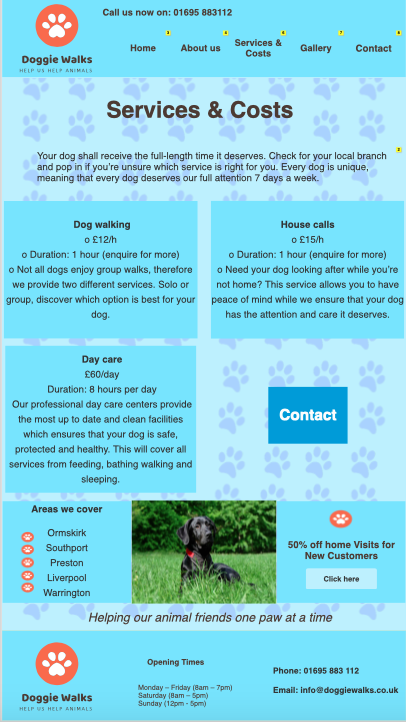 Call us now on: 01695 883112
Doggie Walks
HELP US HELP ANIMALS
Home
About us
Services &
Costs
Gallery
Contact
Services & Costs
Your dog shall receive the full-length time it deserves. Check for your local branch
and pop in if you're unsure which service is right for you. Every dog is unique,
meaning that every dog deserves our full attention 7 days a week.
Dog walking
o £12/h
o Duration: 1 hour (enquire for more)
o Not all dogs enjoy group walks, therefore
we provide two different services. Solo or
group, discover which option is best for your
dog.
House calls
o £15/h
o Duration: 1 hour (enquire for more)
o Need your dog looking after while you're
not home? This service allows you to have
peace of mind while we ensure that your dog
has the attention and care it deserves.
Day care
£60/day
Duration: 8 hours per day
Our professional day care centers provide
the most up to date and clean facilities
which ensures that your dog is safe,
protected and healthy. This will cover all
services from feeding, bathing walking and
sleeping.
Contact
Areas we cover
Ormskirk
Southport
Preston
Liverpool
Warrington
50% off home Visits for
New Customers
Click here
Helping our animal friends one paw at a time
Doggie Walks
HELP US HELP ANIMALS
Opening Times
Monday – Friday (8am – 7pm)
Saturday (8am – 5pm)
Sunday (12pm - 5pm)
Phone: 01695 883 112
Email: info@doggiewalks.co.uk